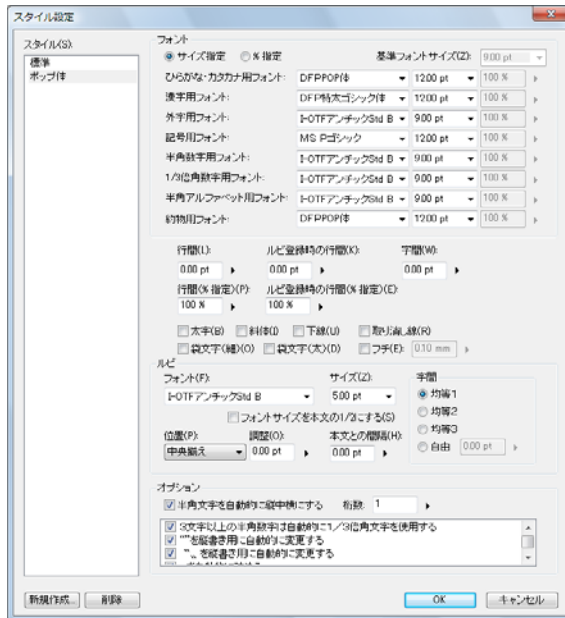 スタイル設定
スタイル(S):
標準
ポップ体
フォント
サイズ指定 %指定 基準フォントサイズ(Z): 9.00 pt
ひらがな・カタカナ用フォント: DFPPOP体 12.00 pt 100 %
漢字用フォント: DFP特太ゴシック体 12.00 pt 100 %
外字用フォント: I-OTFアンチックStd B 9.00 pt 100 %
記号用フォント: MS Pゴシック 12.00 pt 100 %
半角数字用フォント: I-OTFアンチックStd B 9.00 pt 100 %
1/3倍角数字用フォント: I-OTFアンチックStd B 9.00 pt 100 %
半角アルファベット用フォント: I-OTFアンチックStd B 9.00 pt 100 %
約物用フォント: DFPPOP体 12.00 pt 100 %
行間(L): ルビ登録時の行間(K): 字間(W):
0.00 pt 0.00 pt 0.00 pt
行間(%指定)(P): ルビ登録時の行間(%指定)(E):
100 % 100 %
太字(B) 斜体(I) 下線(U) 取り消し線(R)
袋文字(細)(O) 袋文字(太)(D) フチ(E): 0.10 mm
ルビ
フォント(F): サイズ(Z): 字間
I-OTFアンチックStd B 5.00 pt 均等1
均等2
フォントサイズを本文の1/2にする(S)
均等3
位置(P): 調整(O): 本文との間隔(H):
中央揃え 0.00 pt 0.00 pt 自由 0.00 pt
オプション
半角文字を自動的に縦中横にする 桁数: 1
3文字以上の半角数字は自動的に1/3倍角文字を使用する
""を縦書き用に自動的に変更する
を縦書き用に自動的に変更する
新規作成... 削除 OK キャンセル